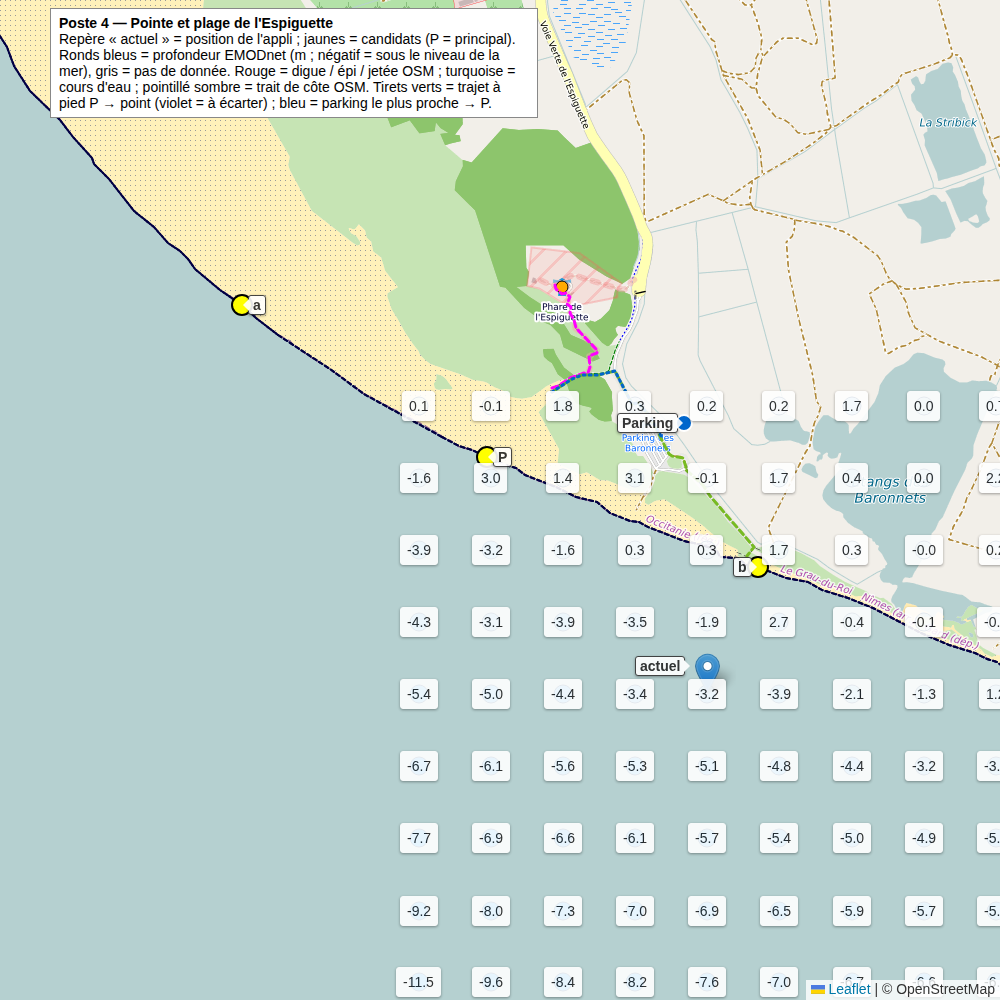 Poste 4 — Pointe et plage de l'Espiguette
Repère « actuel » = position de l'appli ; jaunes = candidats (P = principal).
Ronds bleus = profondeur EMODnet (m ; négatif = sous le niveau de la
mer), gris = pas de donnée. Rouge = digue / épi / jetée OSM ; turquoise =
cours d'eau ; pointillé sombre = trait de côte OSM. Tirets verts = trajet à
pied P → point (violet = à écarter) ; bleu = parking le plus proche → P.
Voie Verte de l'Espiguette
La Stribick
a
Phare de
l'Espiguette
0.1 -0.1 1.8 0.3 0.2 0.2 1.7 0.0
Parking
Parking des
Baronnets
P
-1.6 3.0 1.4 3.1 -0.1 1.7 0.4 0.0 2.2
Baronnets
Occitanie
-3.9 -3.2 -1.6 0.3 0.3 1.7 0.3 -0.0 0.2
b
Le Grau-du-Roi
Nîmes
(dép.)
-4.3 -3.1 -3.9 -3.5 -1.9 2.7 -0.4 -0.1
actuel
-5.4 -5.0 -4.4 -3.4 -3.2 -3.9 -2.1 -1.3 1.2
-6.7 -6.1 -5.6 -5.3 -5.1 -4.8 -4.4 -3.2
-7.7 -6.9 -6.6 -6.1 -5.7 -5.4 -5.0 -4.9
-9.2 -8.0 -7.3 -7.0 -6.9 -6.5 -5.9 -5.7
-11.5 -9.6 -8.4 -8.2 -7.6 -7.0
Leaflet | © OpenStreetMap